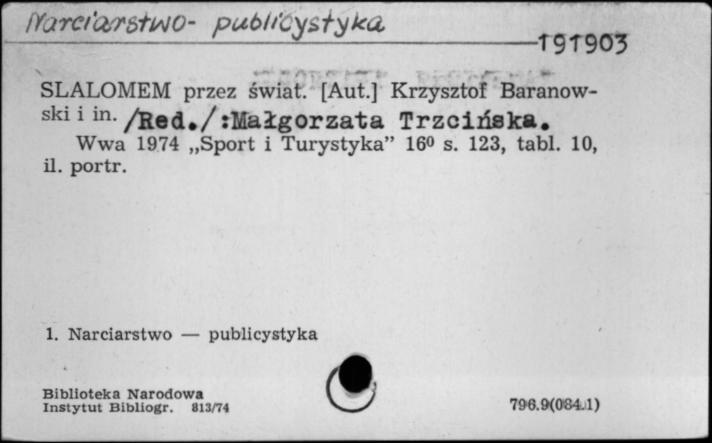 Narciarstwo- publicystyka
191903
SLALOMEM przez świat. [Aut.] Krzysztof Baranow-
ski i in. /Red./:Małgorzata Trzcińska.
Wwa 1974 „Sport i Turystyka” 16⁰ s. 123, tabl. 10,
il. portr.
1. Narciarstwo — publicystyka
Biblioteka Narodowa
Instytut Bibliogr. 813/74
796.9(084.1)